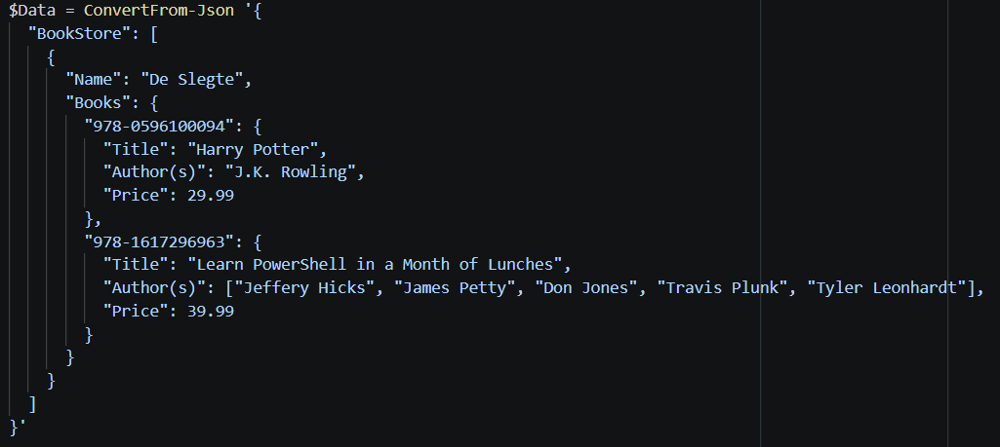 $Data = ConvertFrom-Json '{
  "BookStore": [
    {
      "Name": "De Slegte",
      "Books": {
        "978-0596100094": {
          "Title": "Harry Potter",
          "Author(s)": "J.K. Rowling",
          "Price": 29.99
        },
        "978-1617296963": {
          "Title": "Learn PowerShell in a Month of Lunches",
          "Author(s)": ["Jeffery Hicks", "James Petty", "Don Jones", "Travis Plunk", "Tyler Leonhardt"],
          "Price": 39.99
        }
      }
    }
  ]
}'